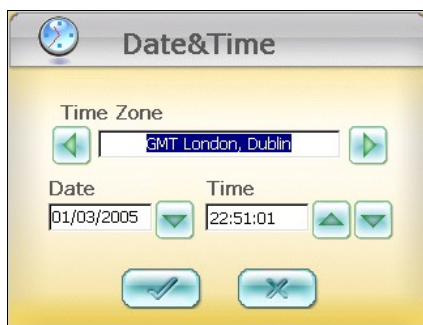 Date&Time
Time Zone
GMT London, Dublin
Date Time
01/03/2005 22:51:01